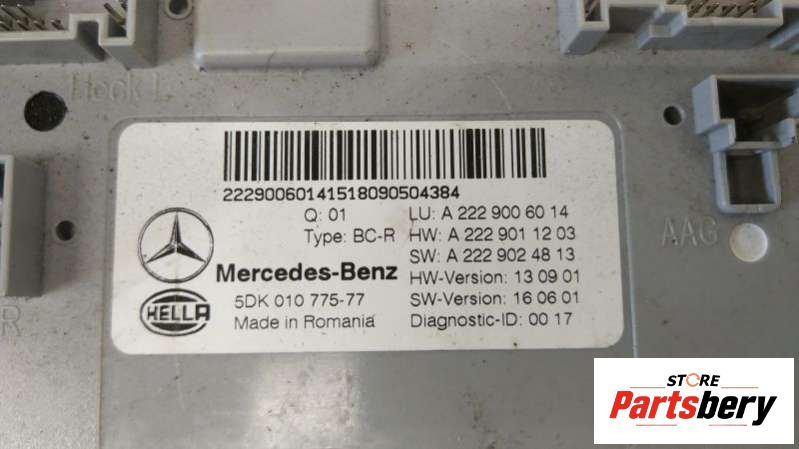 Heck L
22290060141518090504384
Q: 01
LU: A 222 900 60 14
Type: BC-R
HW: A 222 901 12 03
SW: A 222 902 48 13
Mercedes-Benz
HW-Version: 13 09 01
5DK 010 775-77
SW-Version: 16 06 01
HELLA
Made in Romania
Diagnostic-ID: 00 17
AAG
R
STORE
Partsbery